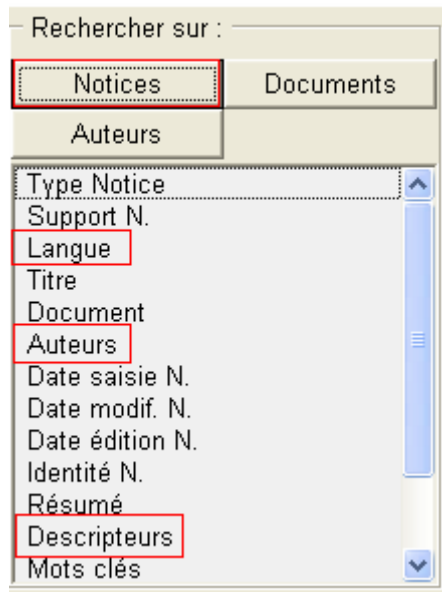 Rechercher sur :
Notices Documents
Auteurs
Type Notice
Support N.
Langue
Titre
Document
Auteurs
Date saisie N.
Date modif. N.
Date édition N.
Identité N.
Résumé
Descripteurs
Mots clés